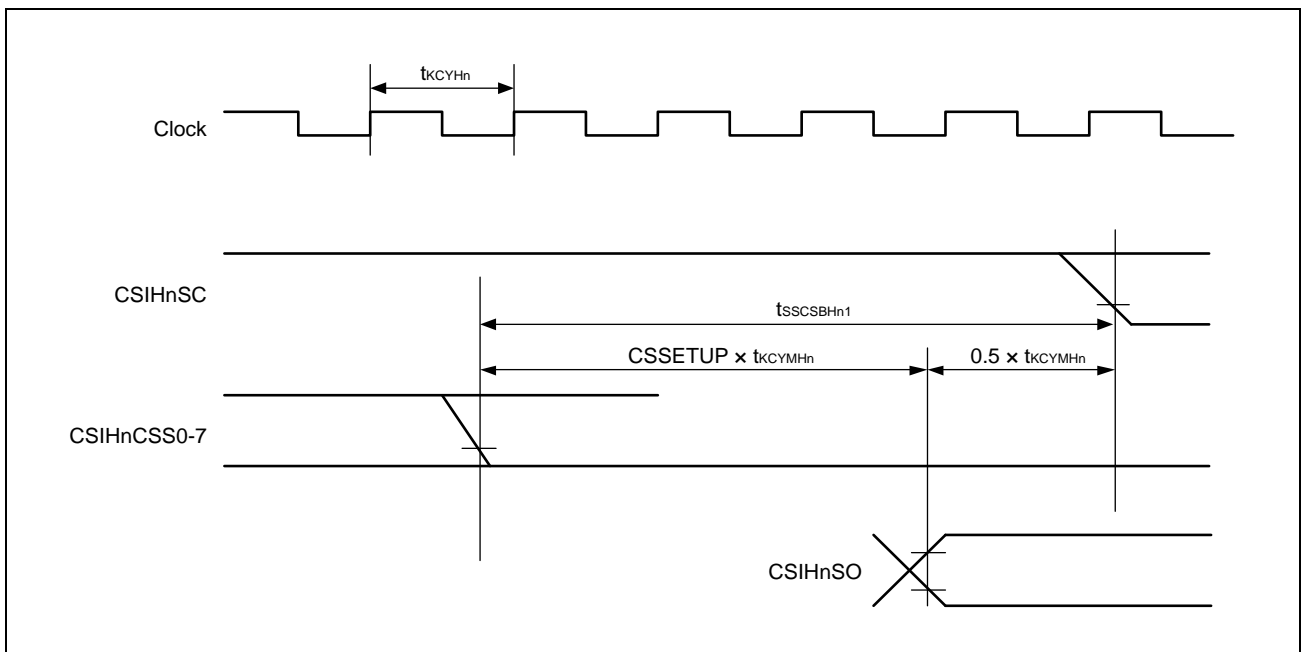 tKCYHn
Clock
CSIHnSC
tSSCSBHn1
CSSETUP × tKCYMHn
0.5 × tKCYMHn
CSIHnCSS0-7
CSIHnSO